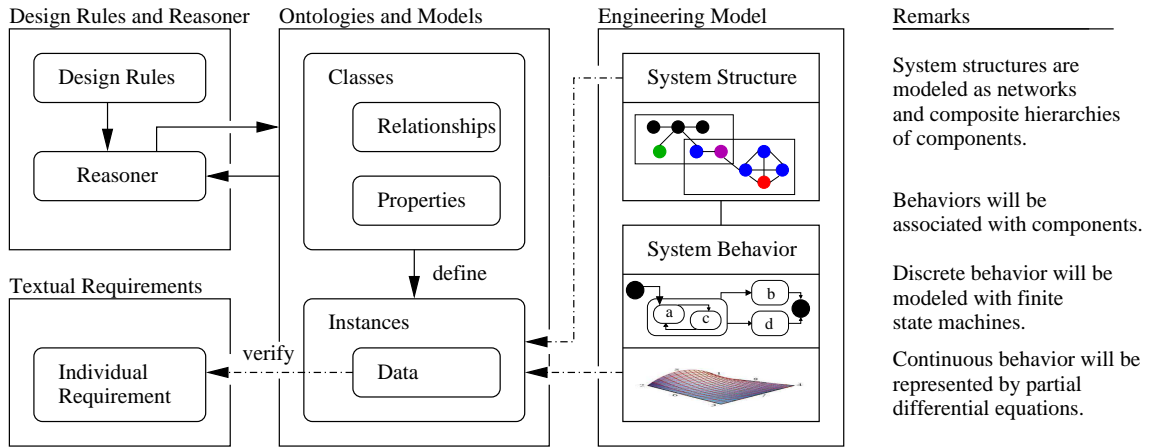 Design Rules and Reasoner
Ontologies and Models
Engineering Model
Remarks
Design Rules
Reasoner
Textual Requirements
verify
Individual
Requirement
Classes
Relationships
Properties
define
Instances
Data
System Structure
System Behavior
a
c
b
d
System structures are
modeled as networks
and composite hierarchies
of components.
Behaviors will be
associated with components.
Discrete behavior will be
modeled with finite
state machines.
Continuous behavior will be
represented by partial
differential equations.